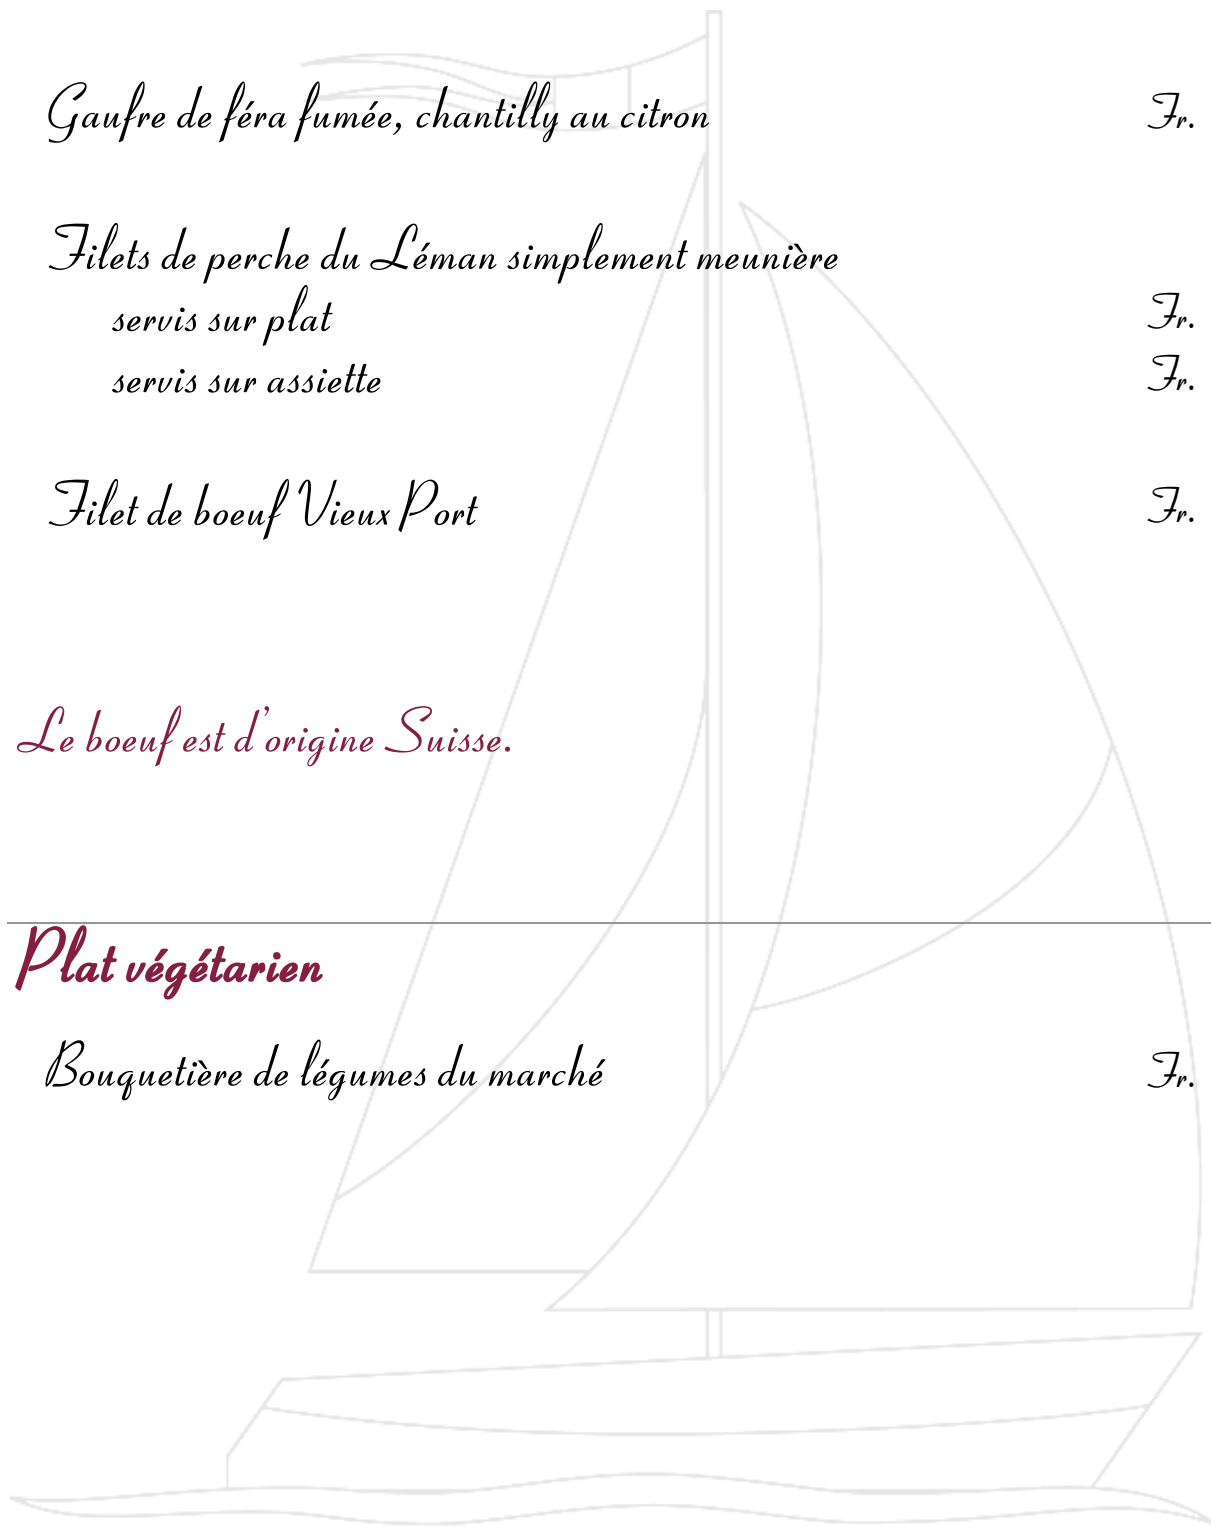 Gaufre de féra fumée, chantilly au citron Fr.
Filets de perche du Léman simplement meunière
servis sur plat Fr.
servis sur assiette Fr.
Filet de boeuf Vieux Port Fr.
Le boeuf est d'origine Suisse.
Plat végétarien
Bouquetière de légumes du marché Fr.